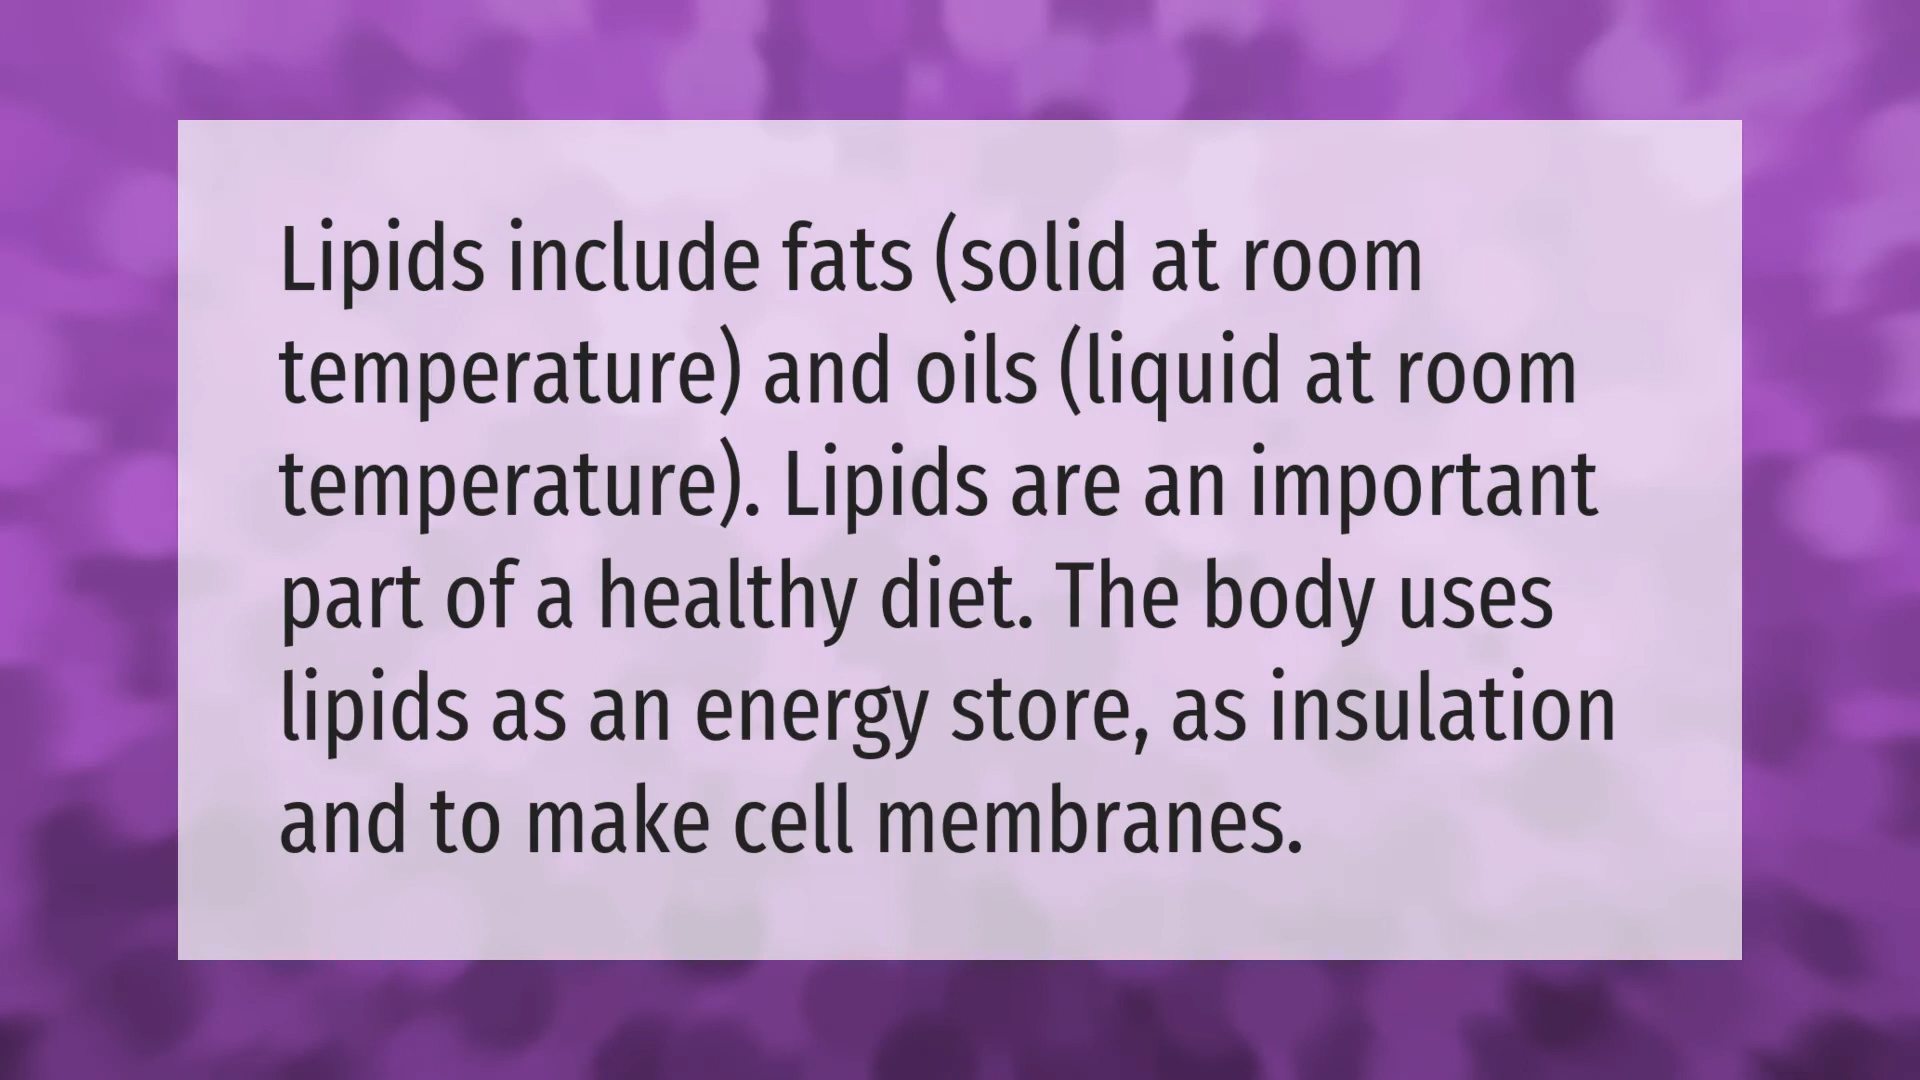 Lipids include fats (solid at room
temperature) and oils (liquid at room
temperature). Lipids are an important
part of a healthy diet. The body uses
lipids as an energy store, as insulation
and to make cell membranes.